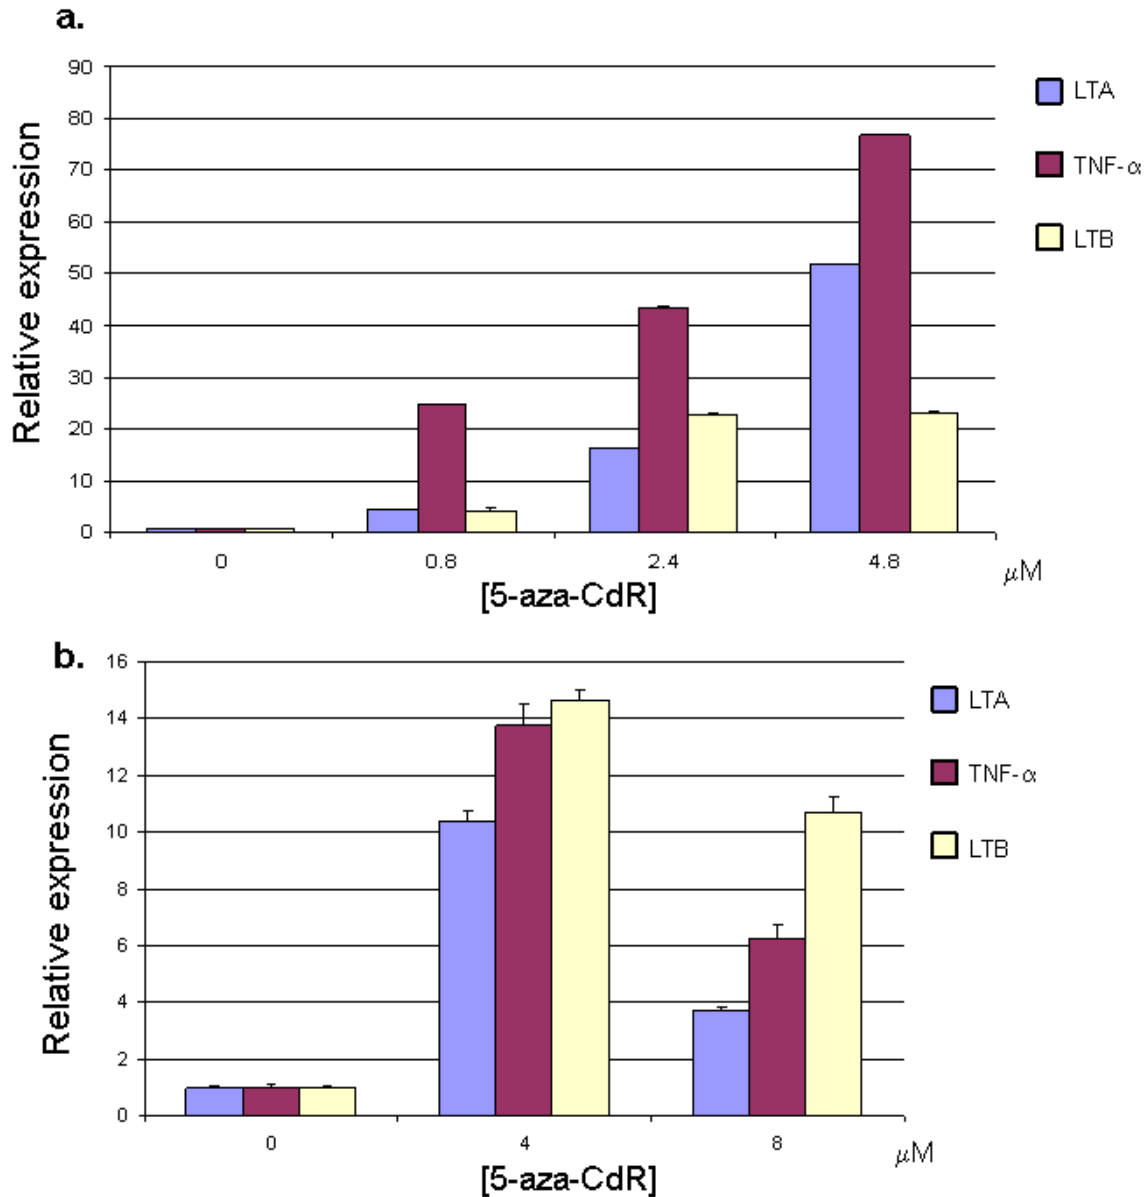 a.
90
80
70
60
50
40
30
20
10
0
Relative expression
0 0.8 2.4 4.8 μM
[5-aza-CdR]
LTA
TNF-α
LTB
b.
16
14
12
10
8
6
4
2
0
Relative expression
0 4 8 μM
[5-aza-CdR]
LTA
TNF-α
LTB